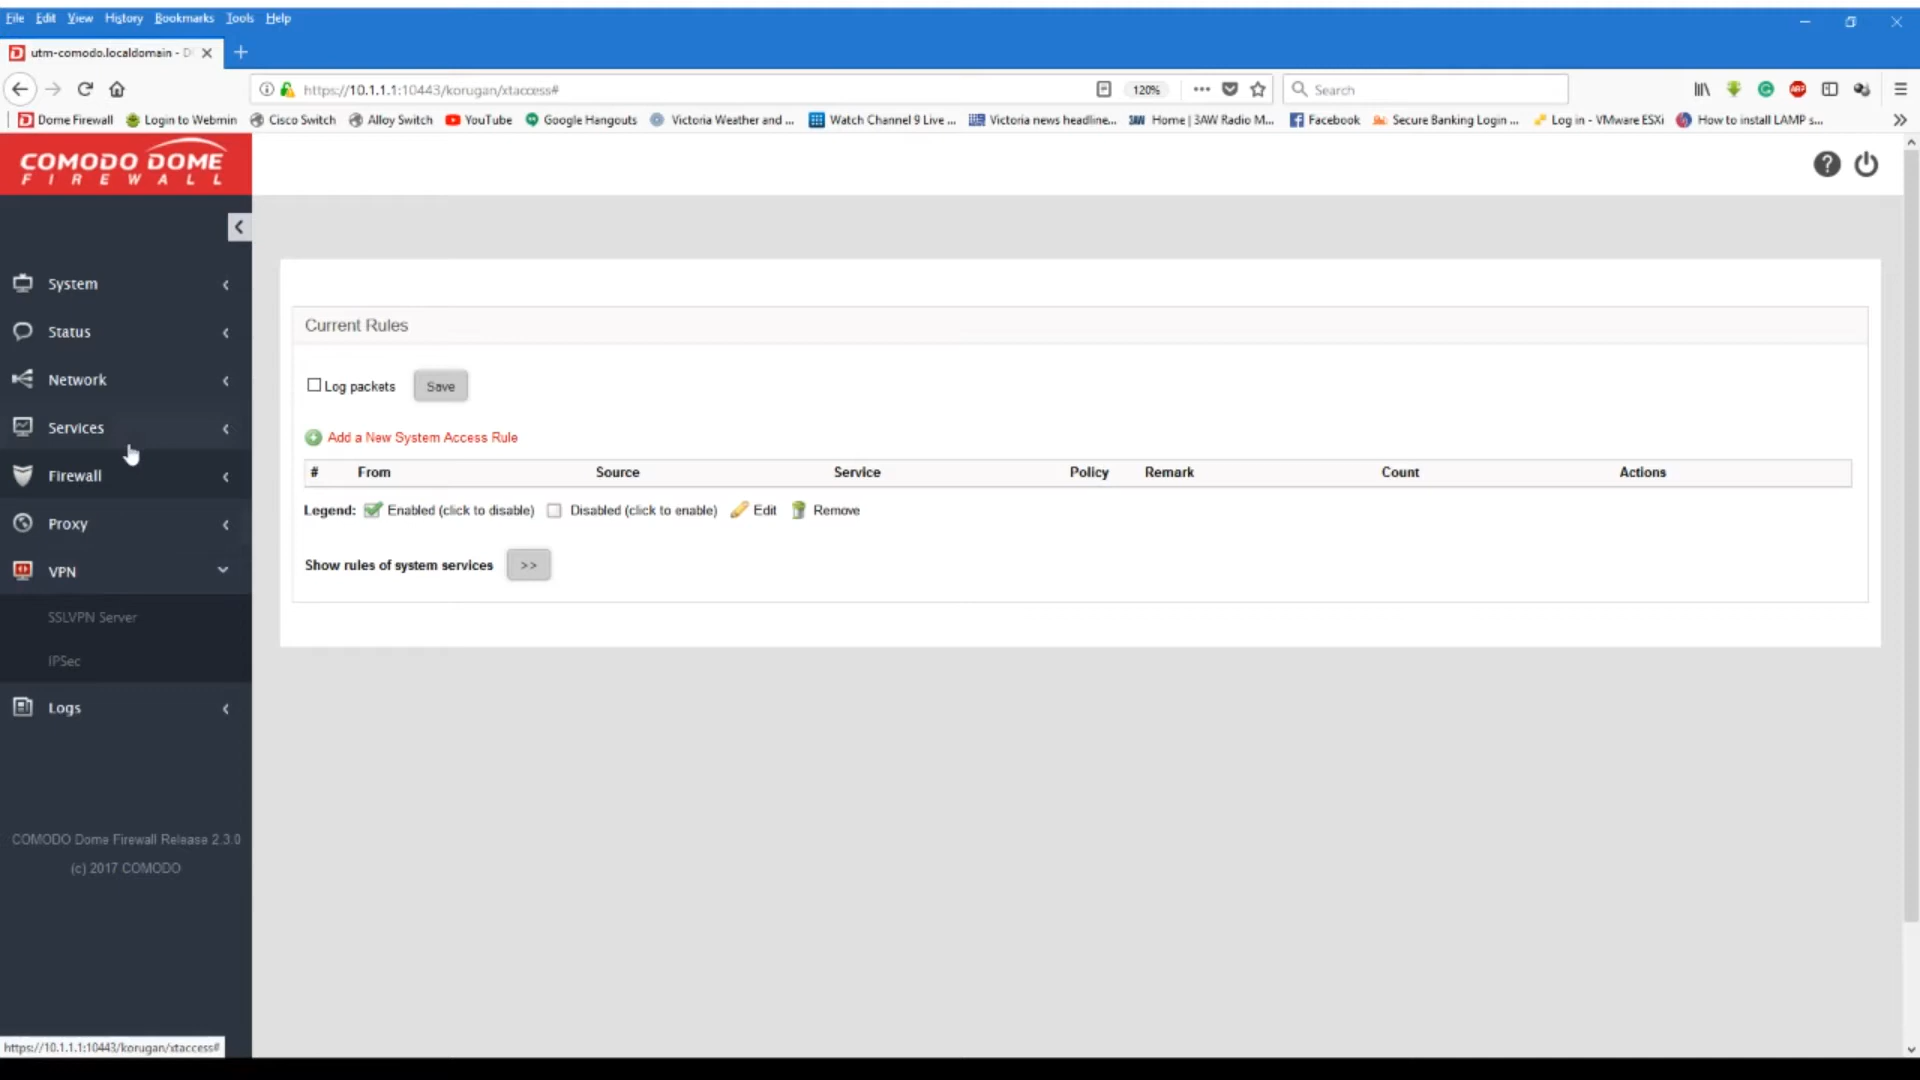 File Edit View History Bookmarks Tools Help
utm-comodo.localdomain - D
https://10.1.1.1:10443/korugan/xtaccess#
120%
Search
Dome Firewall
Login to Webmin
Cisco Switch
Alloy Switch
YouTube
Google Hangouts
Victoria Weather and ...
Watch Channel 9 Live ...
Victoria news headline...
3AW Home | 3AW Radio M...
Facebook
Secure Banking Login ...
Log in - VMware ESXi
How to install LAMP s...
ABP
COMODO DOME
FIREWALL
System
Status
Network
Services
Firewall
Proxy
VPN
SSLVPN Server
IPSec
Logs
COMODO Dome Firewall Release 2.3.0
(c) 2017 COMODO
Current Rules
Log packets Save
Add a New System Access Rule
# From Source Service Policy Remark Count Actions
Legend: Enabled (click to disable) Disabled (click to enable) Edit Remove
Show rules of system services >>
https://10.1.1.1:10443/korugan/xtaccess#